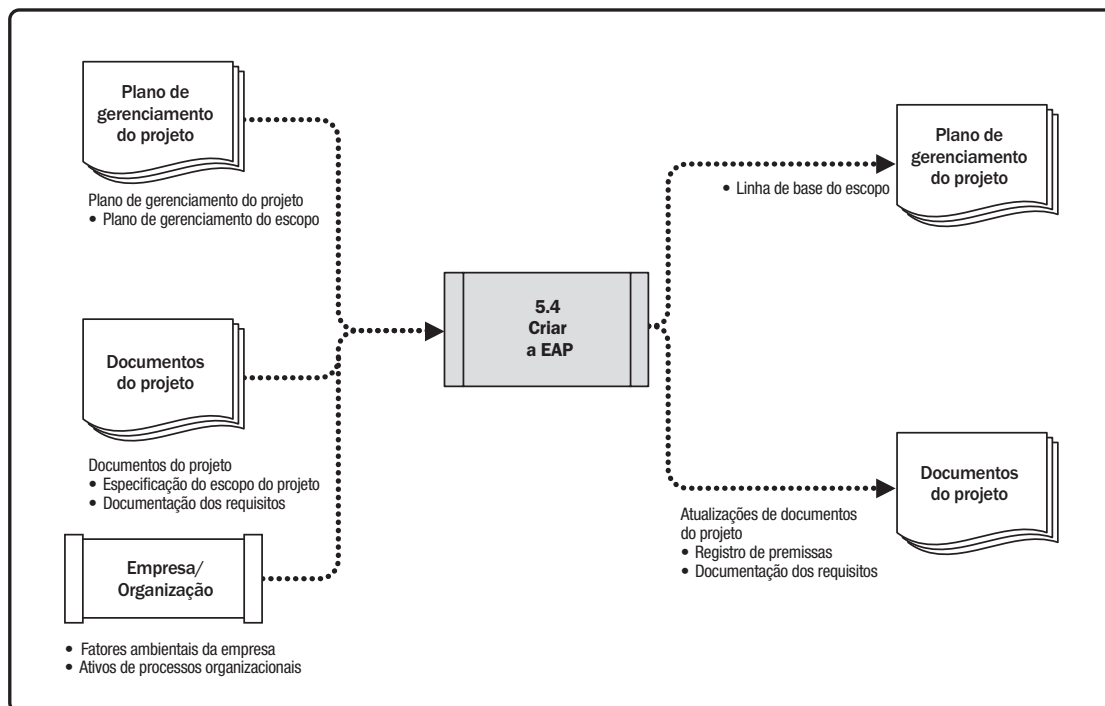 Plano de
gerenciamento
do projeto
Plano de gerenciamento do projeto
• Plano de gerenciamento do escopo
Documentos
do projeto
Documentos do projeto
• Especificação do escopo do projeto
• Documentação dos requisitos
Empresa/
Organização
• Fatores ambientais da empresa
• Ativos de processos organizacionais
5.4
Criar
a EAP
Plano de
gerenciamento
do projeto
• Linha de base do escopo
Documentos
do projeto
Atualizações de documentos
do projeto
• Registro de premissas
• Documentação dos requisitos